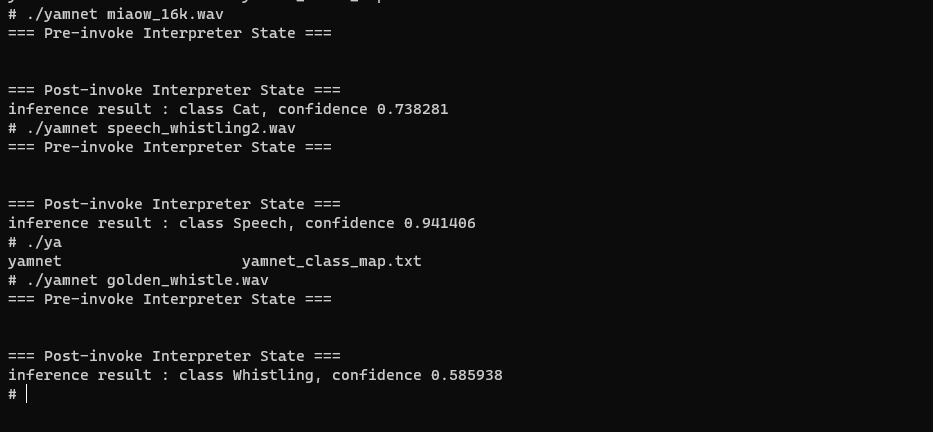 # ./yamnet miaow_16k.wav
=== Pre-invoke Interpreter State ===
=== Post-invoke Interpreter State ===
inference result : class Cat, confidence 0.738281
# ./yamnet speech_whistling2.wav
=== Pre-invoke Interpreter State ===
=== Post-invoke Interpreter State ===
inference result : class Speech, confidence 0.941406
# ./ya
yamnet yamnet_class_map.txt
# ./yamnet golden_whistle.wav
=== Pre-invoke Interpreter State ===
=== Post-invoke Interpreter State ===
inference result : class Whistling, confidence 0.585938
#